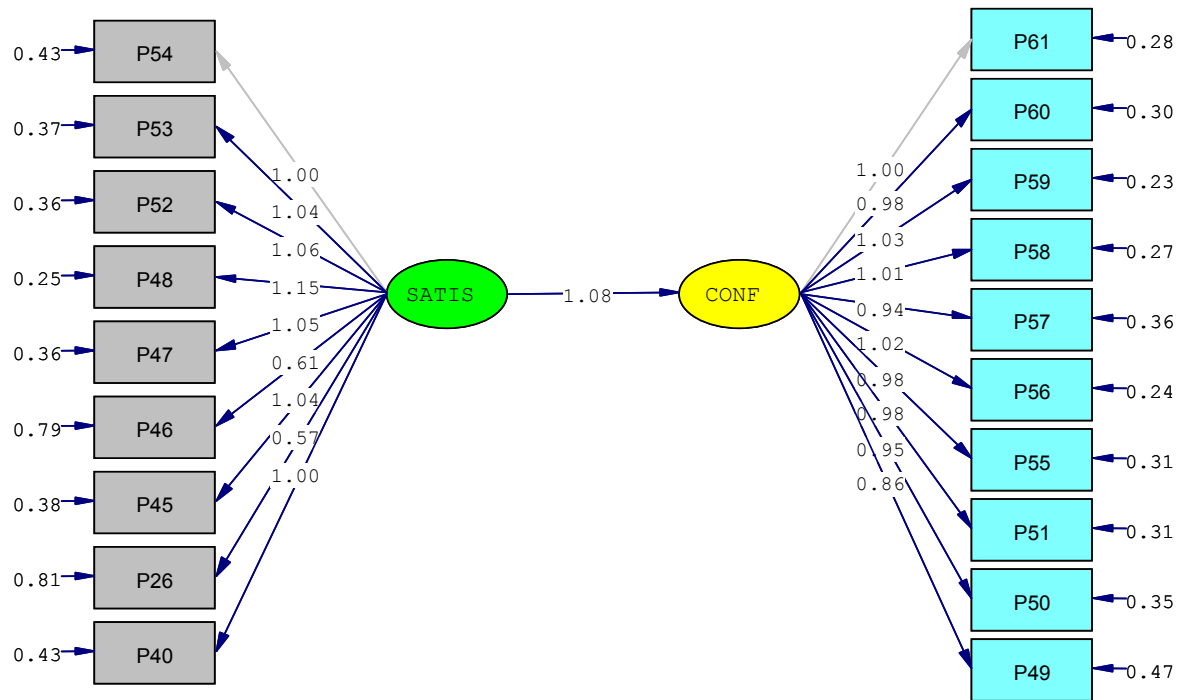 0.43 P54
0.37 P53
0.36 P52
0.25 P48
0.36 P47
0.79 P46
0.38 P45
0.81 P26
0.43 P40
1.00
1.04
1.06
1.15
1.05
0.61
1.04
0.57
1.00
SATIS 1.08 CONF
1.00
0.98
1.03
1.01
0.94
1.02
0.98
0.98
0.95
0.86
P61 0.28
P60 0.30
P59 0.23
P58 0.27
P57 0.36
P56 0.24
P55 0.31
P51 0.31
P50 0.35
P49 0.47